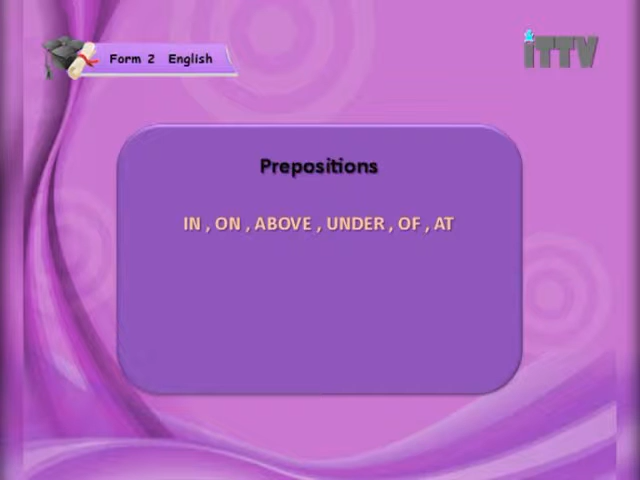 Form 2 English
iTTV
Prepositions
IN , ON , ABOVE , UNDER , OF , AT